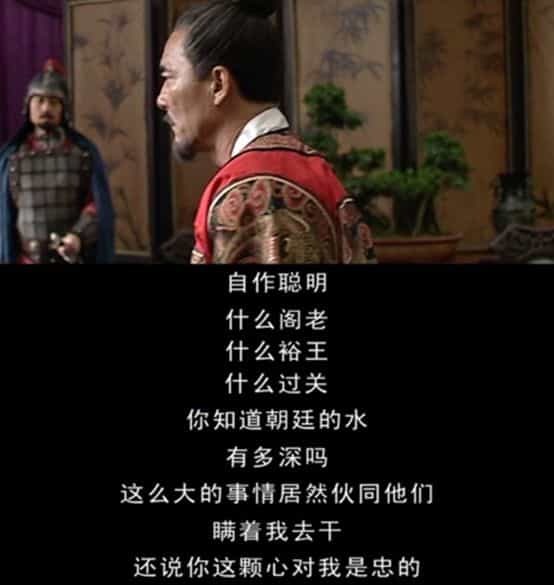 自作聪明
什么阁老
什么裕王
什么过关
你知道朝廷的水
有多深吗
这么大的事情居然伙同他们
瞒着我去干
还说你这颗心对我是忠的